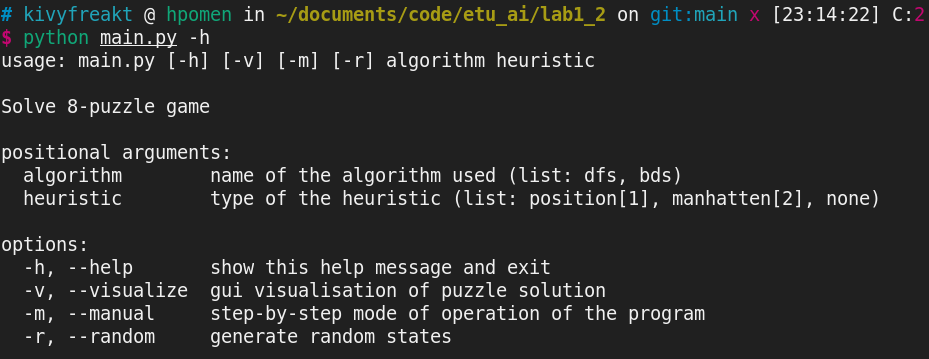 # kivyfreakt @ hpomen in ~/documents/code/etu_ai/lab1_2 on git:main x [23:14:22] C:2
$ python main.py -h
usage: main.py [-h] [-v] [-m] [-r] algorithm heuristic
Solve 8-puzzle game
positional arguments:
algorithm name of the algorithm used (list: dfs, bds)
heuristic type of the heuristic (list: position[1], manhatten[2], none)
options:
-h, --help show this help message and exit
-v, --visualize gui visualisation of puzzle solution
-m, --manual step-by-step mode of operation of the program
-r, --random generate random states